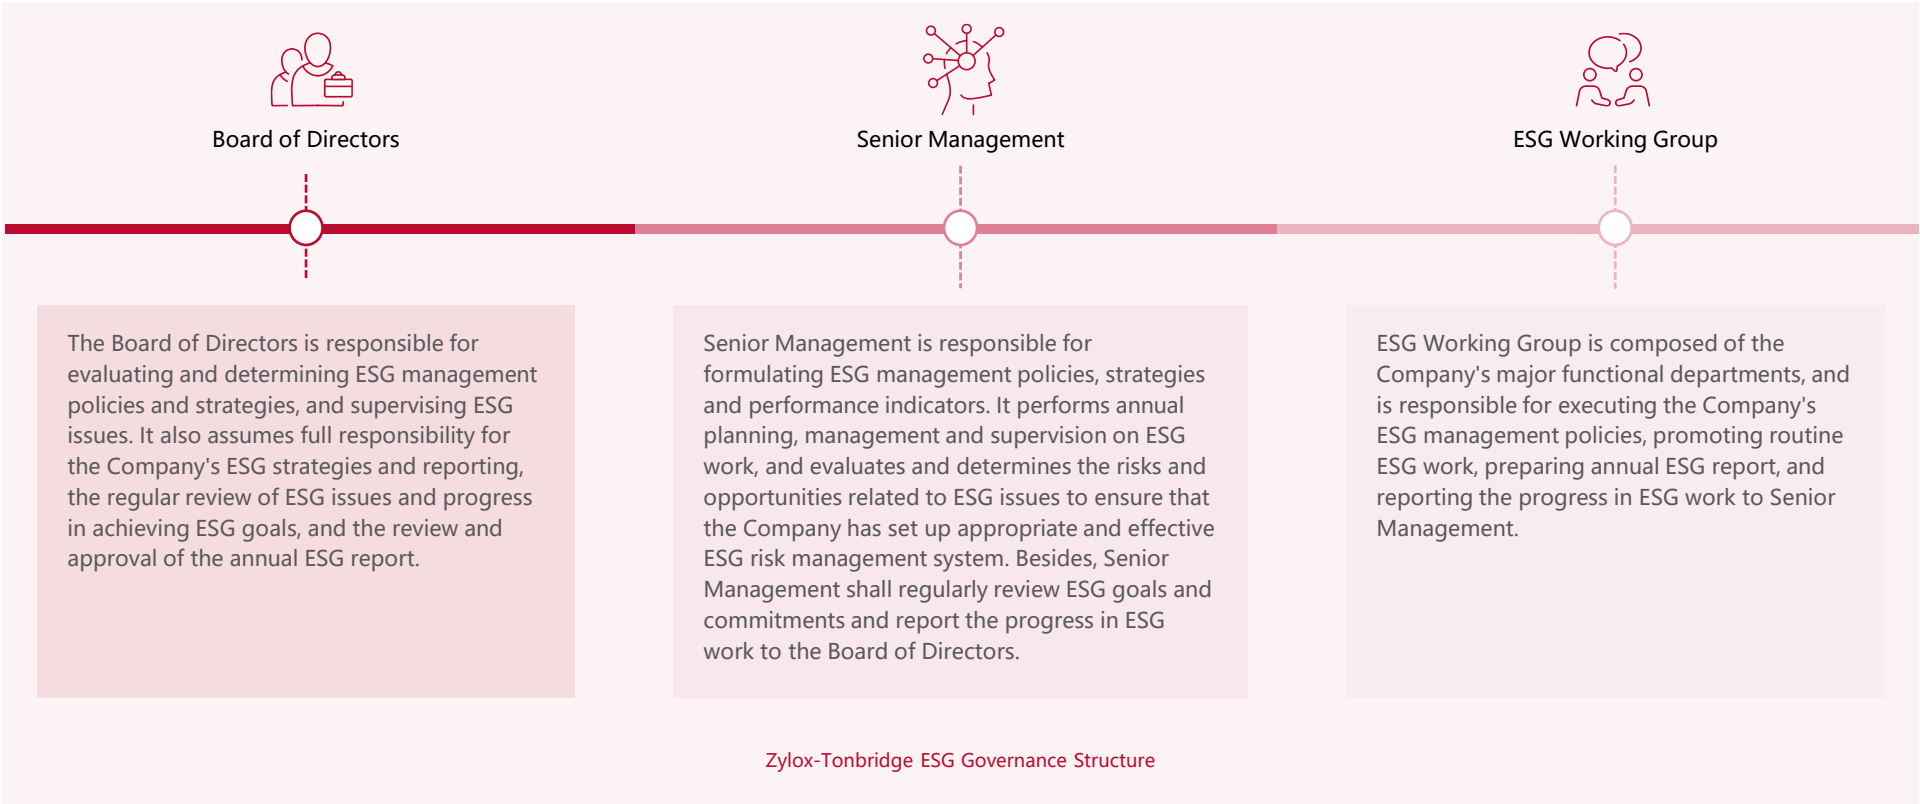 Board of Directors
Senior Management
ESG Working Group
The Board of Directors is responsible for
evaluating and determining ESG management
policies and strategies, and supervising ESG
issues. It also assumes full responsibility for
the Company's ESG strategies and reporting,
the regular review of ESG issues and progress
in achieving ESG goals, and the review and
approval of the annual ESG report.
Senior Management is responsible for
formulating ESG management policies, strategies
and performance indicators. It performs annual
planning, management and supervision on ESG
work, and evaluates and determines the risks and
opportunities related to ESG issues to ensure that
the Company has set up appropriate and effective
ESG risk management system. Besides, Senior
Management shall regularly review ESG goals and
commitments and report the progress in ESG
work to the Board of Directors.
ESG Working Group is composed of the
Company's major functional departments, and
is responsible for executing the Company's
ESG management policies, promoting routine
ESG work, preparing annual ESG report, and
reporting the progress in ESG work to Senior
Management.
Zylox-Tonbridge ESG Governance Structure